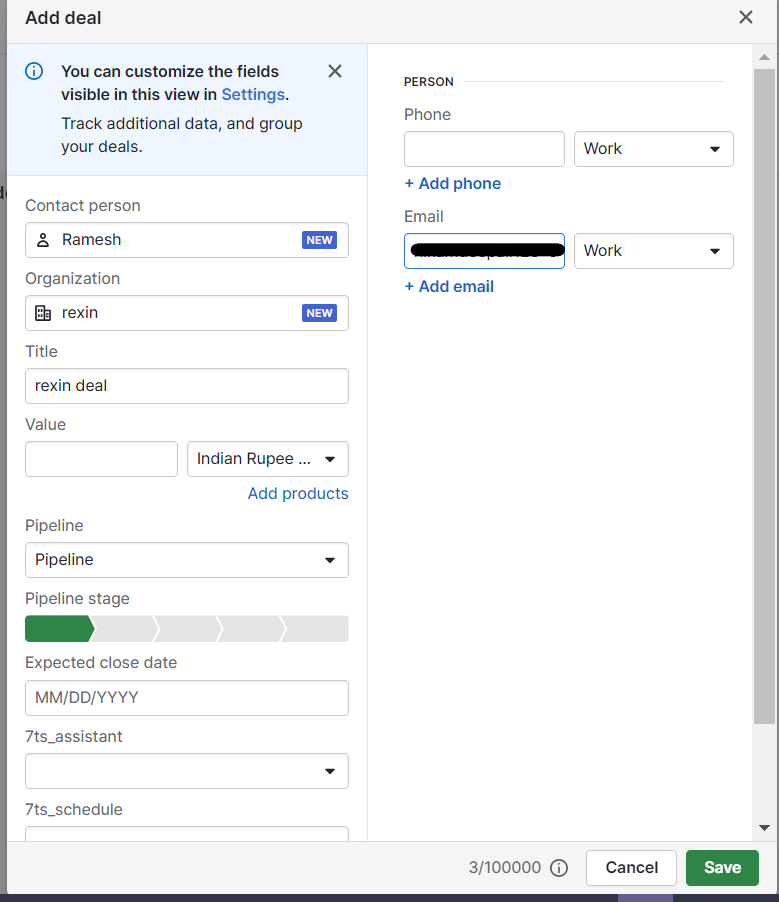 Add deal
You can customize the fields
visible in this view in Settings.
Track additional data, and group
your deals.
Contact person
Ramesh NEW
Organization
rexin NEW
Title
rexin deal
Value
Indian Rupee ...
Add products
Pipeline
Pipeline
Pipeline stage
Expected close date
MM/DD/YYYY
7ts_assistant
7ts_schedule
PERSON
Phone
Work
+ Add phone
Email
Work
+ Add email
3/100000
Cancel
Save